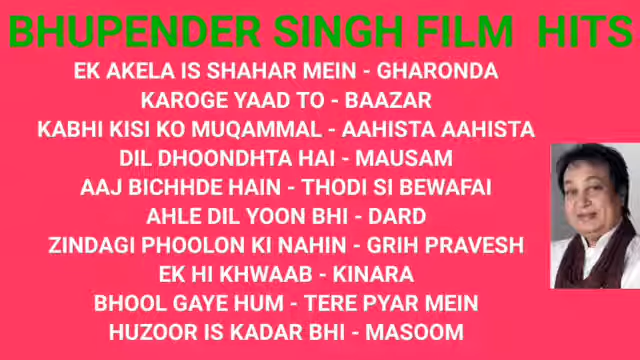 BHUPENDER SINGH FILM HITS
EK AKELA IS SHAHAR MEIN - GHARONDA
KAROGE YAAD TO - BAAZAR
KABHI KISI KO MUQAMMAL - AAHISTA AAHISTA
DIL DHOONDHTA HAI - MAUSAM
AAJ BICHHDE HAIN - THODI SI BEWAFAI
AHLE DIL YOON BHI - DARD
ZINDAGI PHOOLON KI NAHIN - GRIH PRAVESH
EK HI KHWAAB - KINARA
BHOOL GAYE HUM - TERE PYAR MEIN
HUZOOR IS KADAR BHI - MASOOM